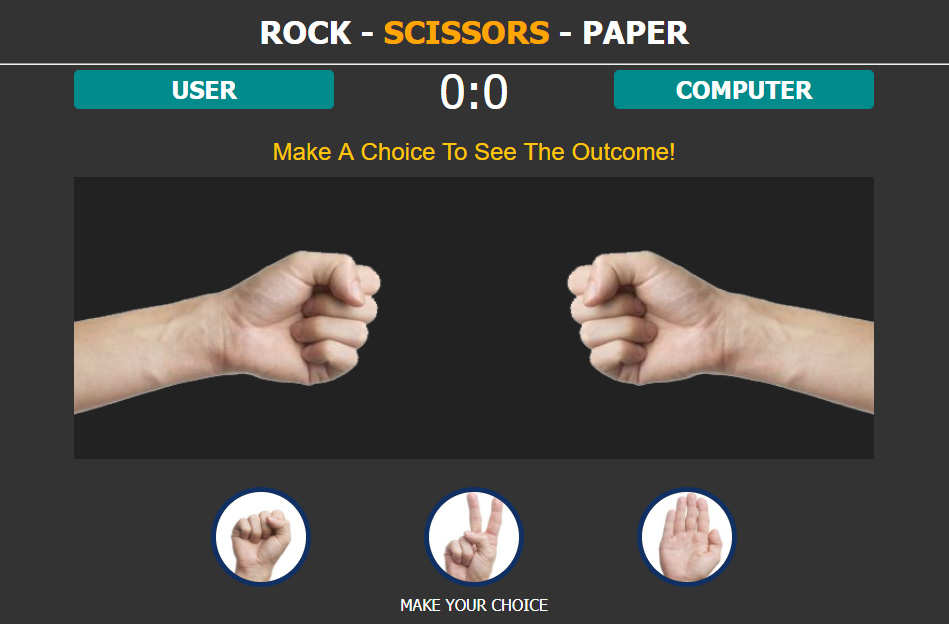 ROCK - SCISSORS - PAPER
USER 0:0 COMPUTER
Make A Choice To See The Outcome!
MAKE YOUR CHOICE